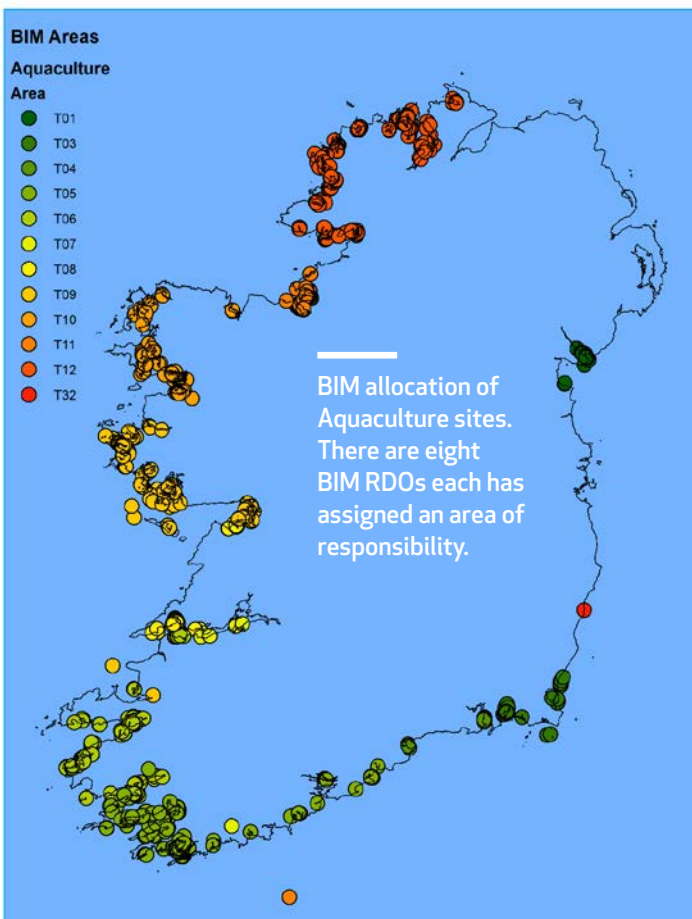 BIM Areas
Aquaculture
Area
T01
T03
T04
T05
T06
T07
T08
T09
T10
T11
T12
T32
BIM allocation of
Aquaculture sites.
There are eight
BIM RDOs each has
assigned an area of
responsibility.